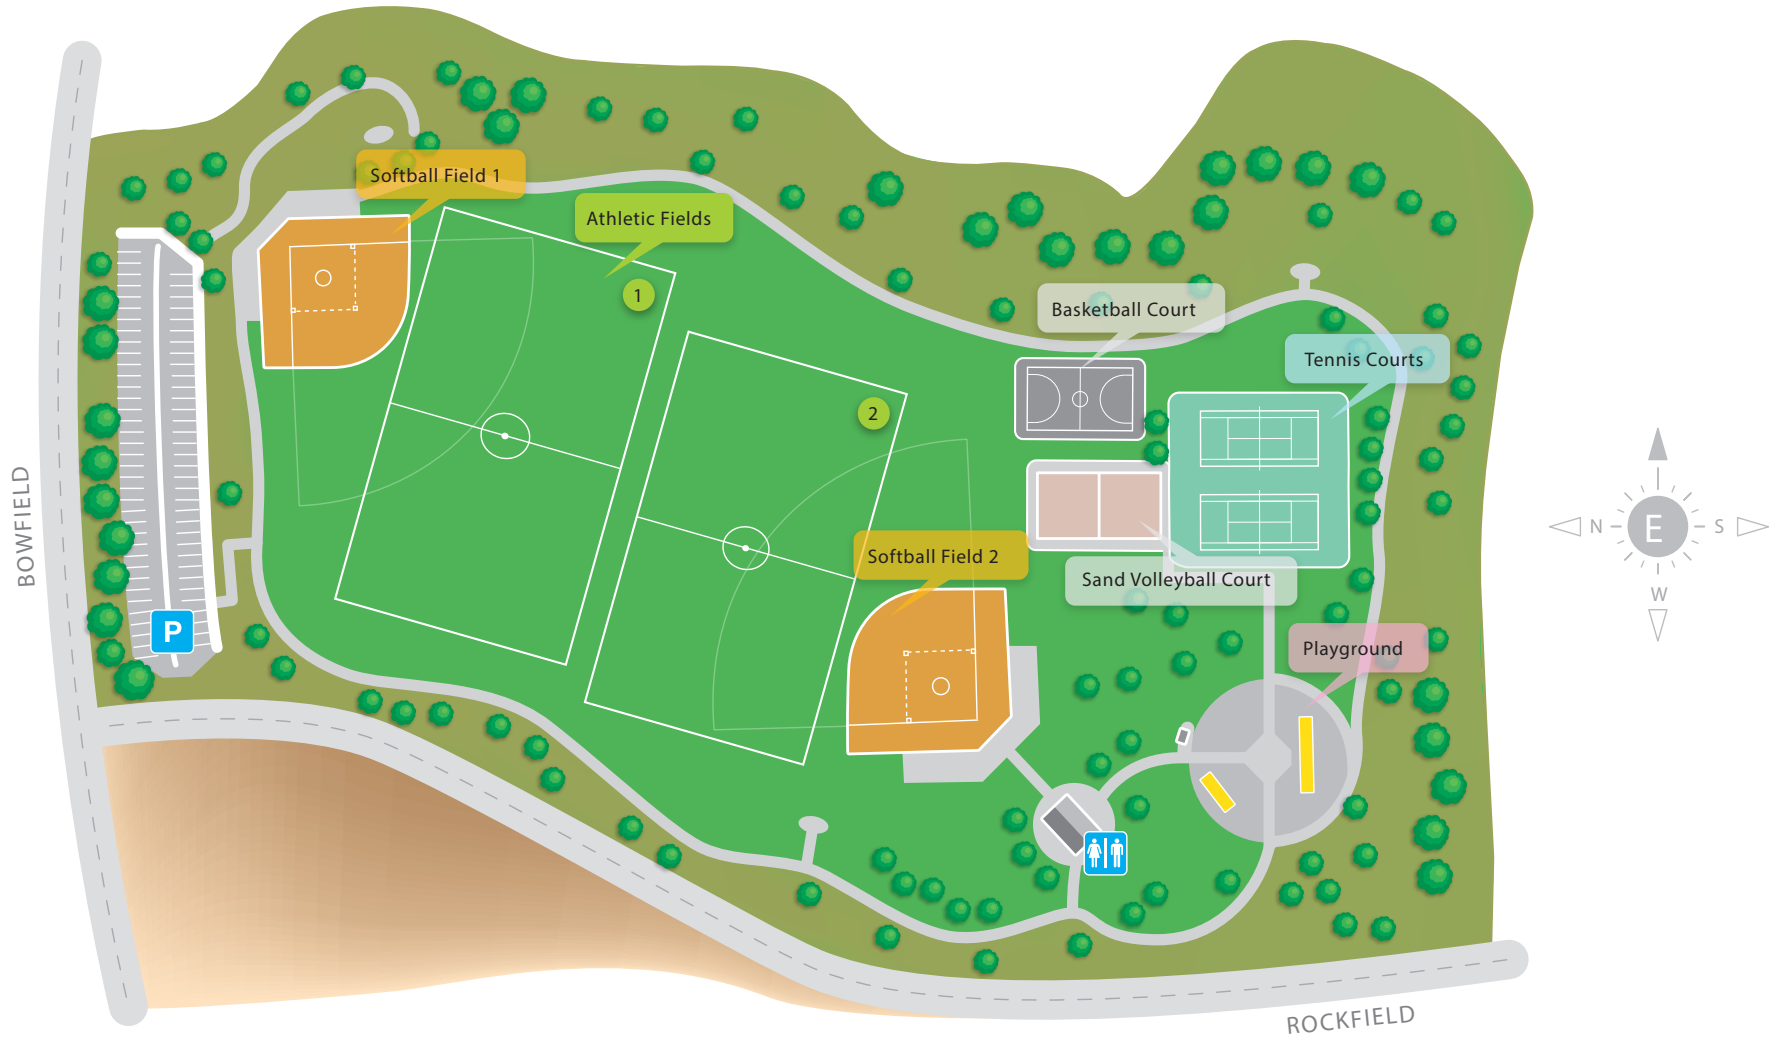 Softball Field 1
Athletic Fields
1
Basketball Court
Tennis Courts
2
BOWFIELD
N
E
S
W
Softball Field 2
Sand Volleyball Court
P
Playground
ROCKFIELD